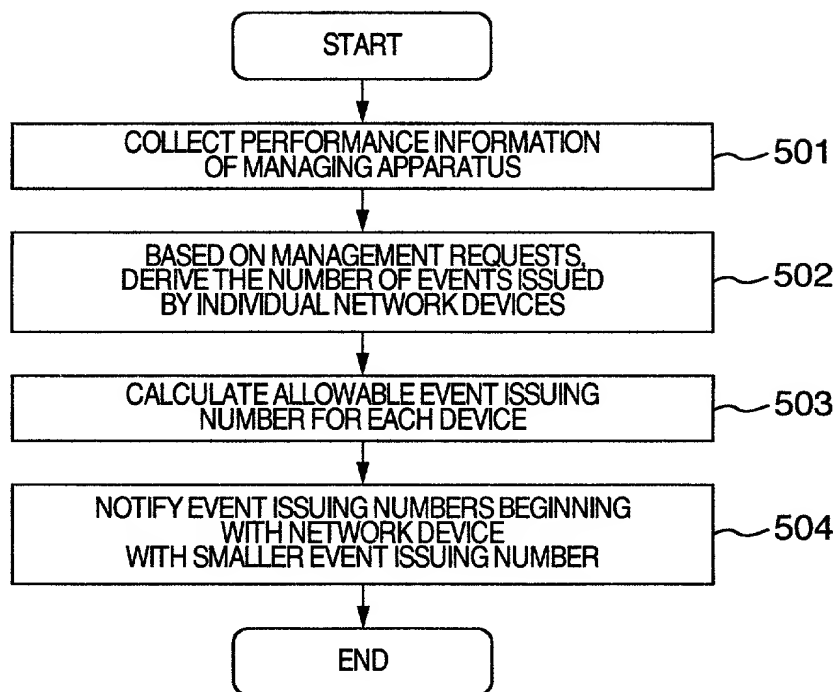 START
COLLECT PERFORMANCE INFORMATION
OF MANAGING APPARATUS
501
BASED ON MANAGEMENT REQUESTS,
DERIVE THE NUMBER OF EVENTS ISSUED
BY INDIVIDUAL NETWORK DEVICES
502
CALCULATE ALLOWABLE EVENT ISSUING
NUMBER FOR EACH DEVICE
503
NOTIFY EVENT ISSUING NUMBERS BEGINNING
WITH NETWORK DEVICE
WITH SMALLER EVENT ISSUING NUMBER
504
END